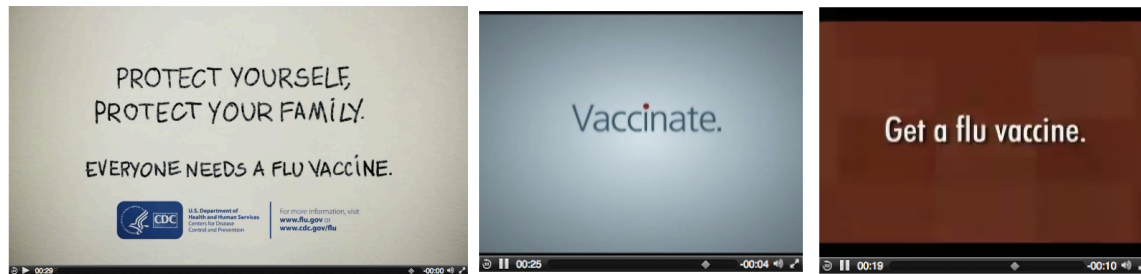 PROTECT YOURSELF,
PROTECT YOUR FAMILY.
EVERYONE NEEDS A FLU VACCINE.
CDC
U.S. Department of
Health and Human Services
Centers for Disease
Control and Prevention
For more information, visit
www.flu.gov or
www.cdc.gov/flu
00:29
-00:00
Vaccinate.
00:25
-00:04
Get a flu vaccine.
00:19
-00:10